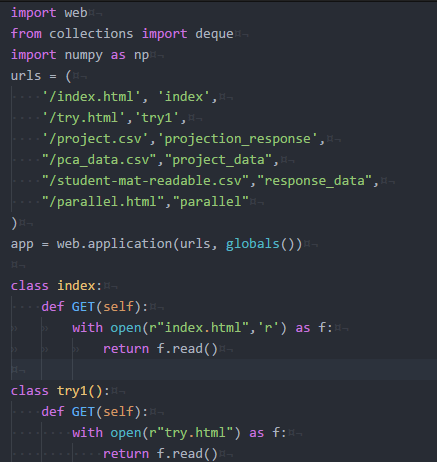 import web
from collections import deque
import numpy as np
urls = (
    '/index.html', 'index',
    '/try.html','try1',
    '/project.csv','projection_response',
    "/pca_data.csv","project_data",
    "/student-mat-readable.csv","response_data",
    "/parallel.html","parallel"
)
app = web.application(urls, globals())

class index:
    def GET(self):
        with open(r"index.html",'r') as f:
            return f.read()

class try1():
    def GET(self):
        with open(r"try.html") as f:
            return f.read()